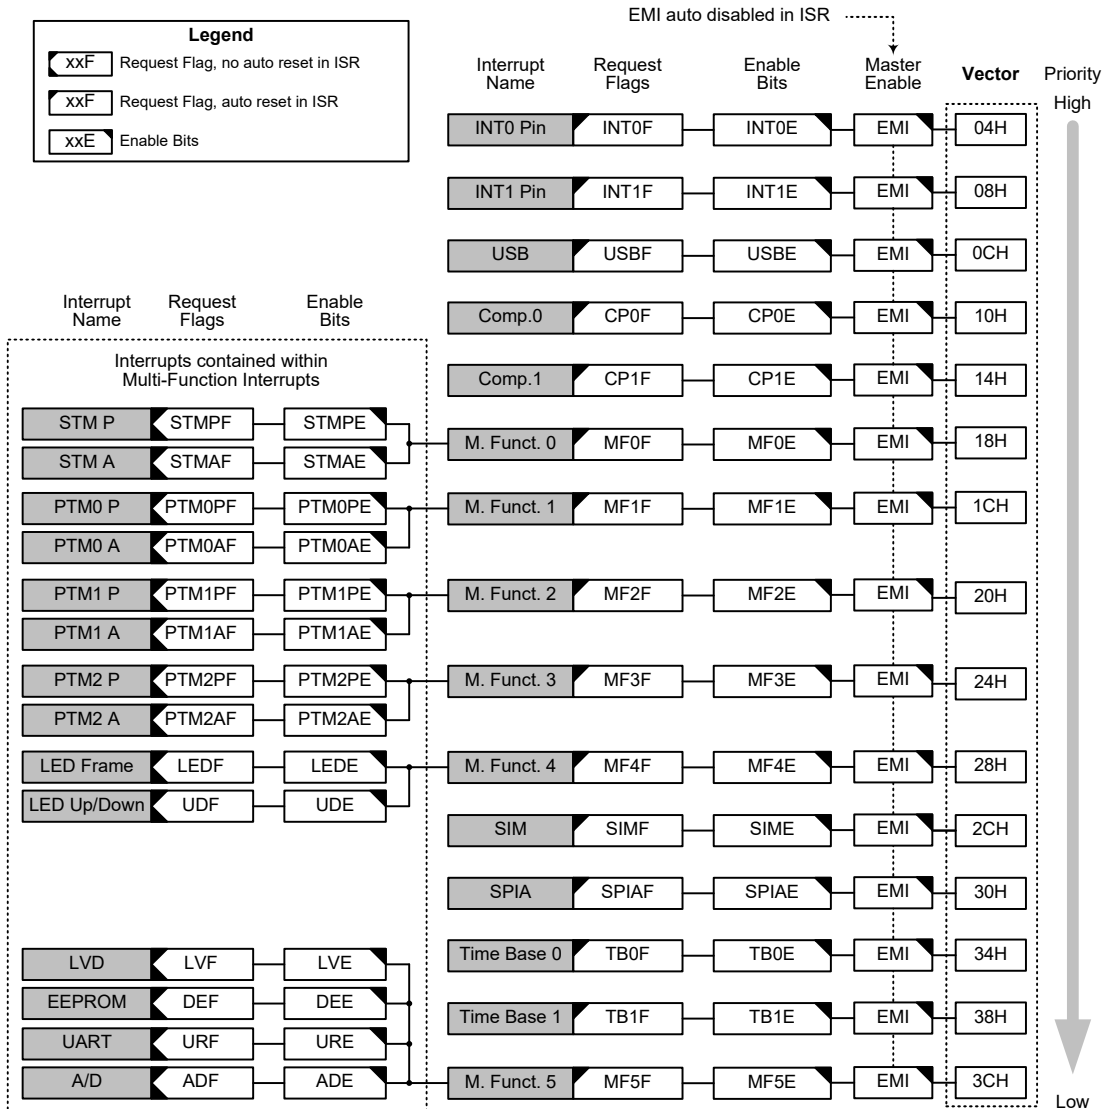 EMI auto disabled in ISR
Legend
xxF Request Flag, no auto reset in ISR
xxF Request Flag, auto reset in ISR
xxE Enable Bits
Interrupt Name Request Flags Enable Bits Master Enable Vector Priority
High
INT0 Pin INT0F INT0E EMI 04H
INT1 Pin INT1F INT1E EMI 08H
USB USBF USBE EMI 0CH
Interrupt Name Request Flags Enable Bits
Comp.0 CP0F CP0E EMI 10H
Interrupts contained within
Multi-Function Interrupts
Comp.1 CP1F CP1E EMI 14H
STM P STMPF STMPE
M. Funct. 0 MF0F MF0E EMI 18H
STM A STMAF STMAE
PTM0 P PTM0PF PTM0PE M. Funct. 1 MF1F MF1E EMI 1CH
PTM0 A PTM0AF PTM0AE
PTM1 P PTM1PF PTM1PE M. Funct. 2 MF2F MF2E EMI 20H
PTM1 A PTM1AF PTM1AE
PTM2 P PTM2PF PTM2PE M. Funct. 3 MF3F MF3E EMI 24H
PTM2 A PTM2AF PTM2AE
LED Frame LEDF LEDE M. Funct. 4 MF4F MF4E EMI 28H
LED Up/Down UDF UDE
SIM SIMF SIME EMI 2CH
SPIA SPIAF SPIAE EMI 30H
Time Base 0 TB0F TB0E EMI 34H
LVD LVF LVE
EEPROM DEF DEE
Time Base 1 TB1F TB1E EMI 38H
UART URF URE
A/D ADF ADE M. Funct. 5 MF5F MF5E EMI 3CH
Low